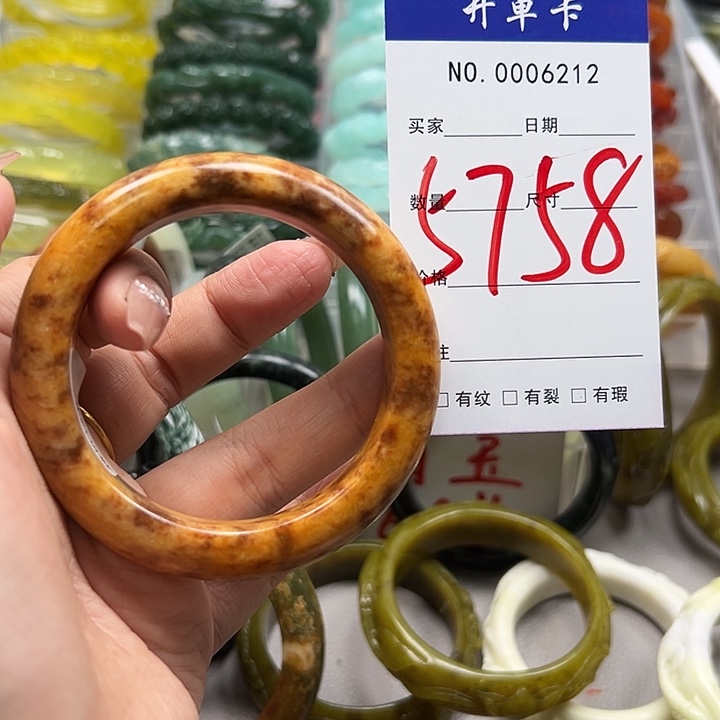 开单卡
NO. 0006212
买家 日期
数量 尺寸
5758
价格
注
□有纹 □有裂 □有瑕
玉